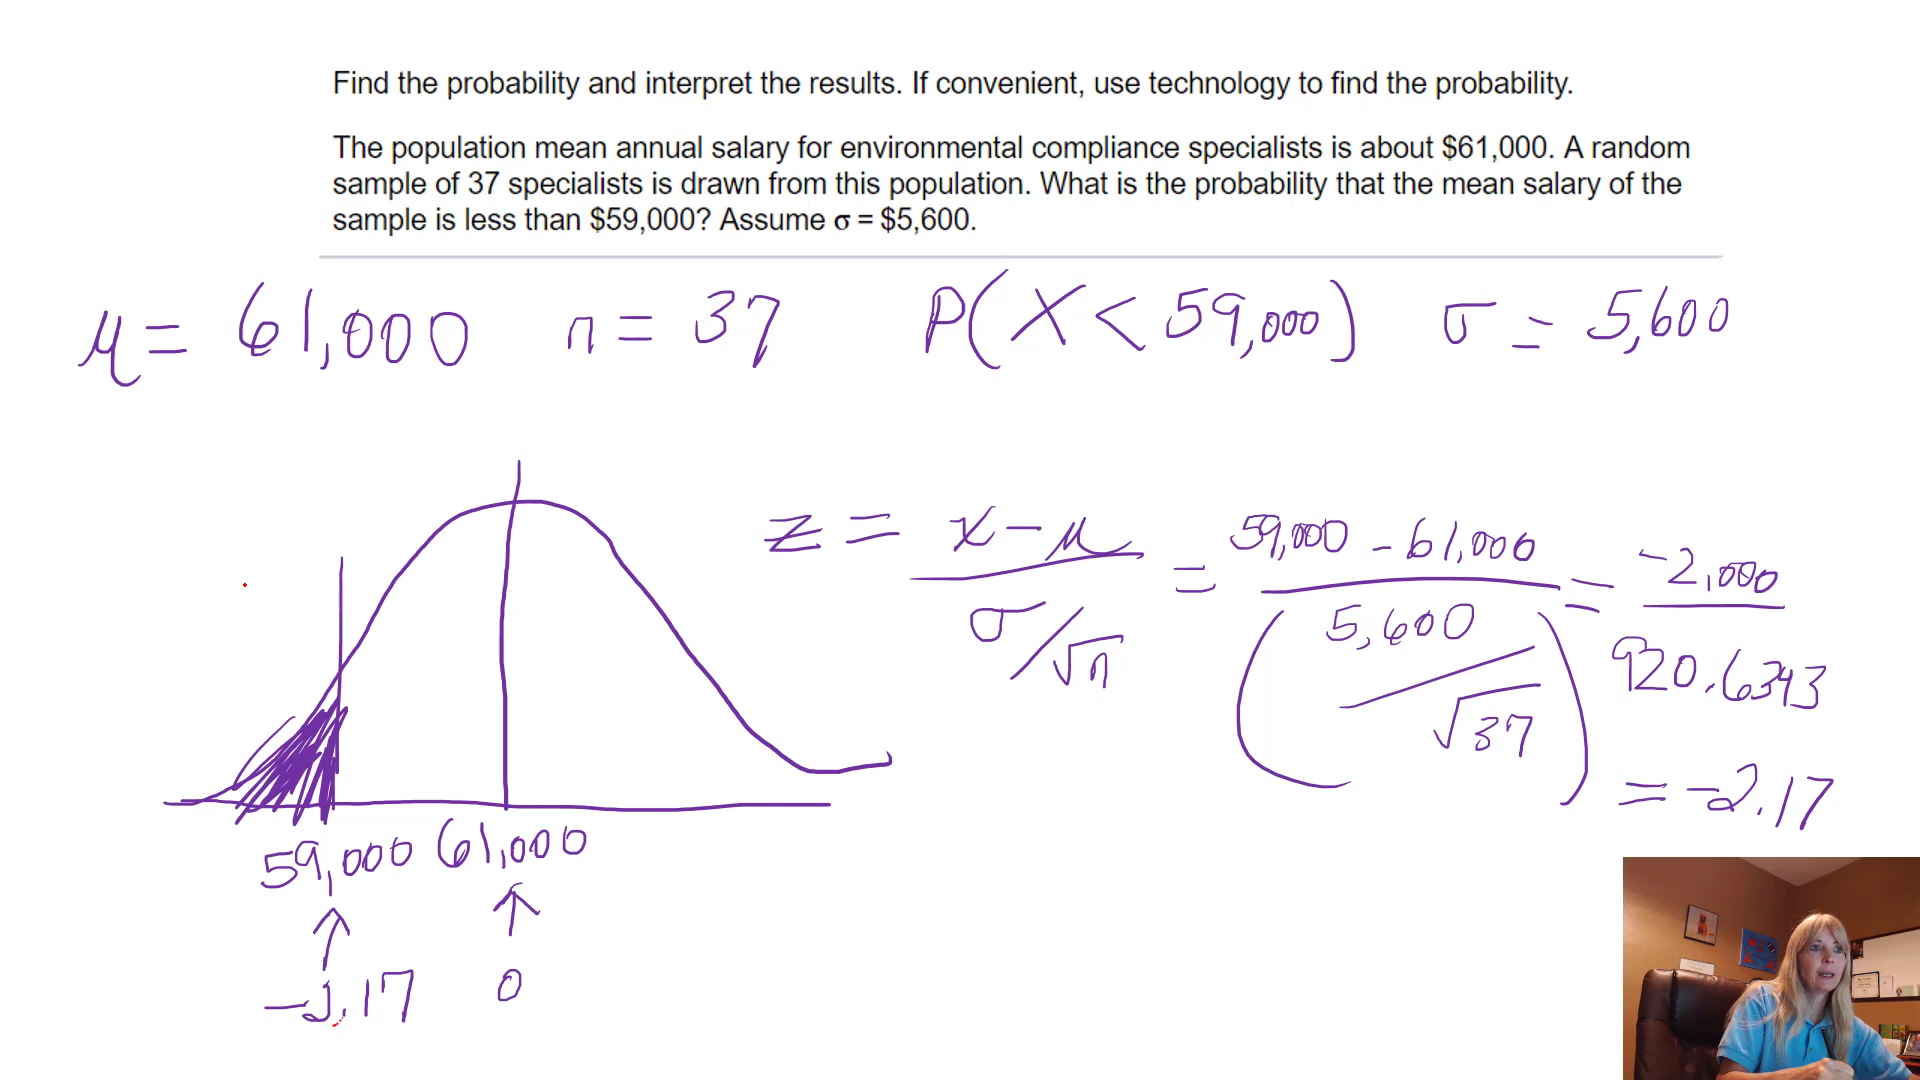 Find the probability and interpret the results. If convenient, use technology to find the probability.
The population mean annual salary for environmental compliance specialists is about $61,000. A random
sample of 37 specialists is drawn from this population. What is the probability that the mean salary of the
sample is less than $59,000? Assume σ = $5,600.
μ = 61,000 n = 37 P(X < 59,000) σ = 5,600
z = x - μ / σ/√n = 59,000 - 61,000 / (5,600/√37) = -2,000 / 920.6343
= -2.17
59,000 61,000
-2.17 0